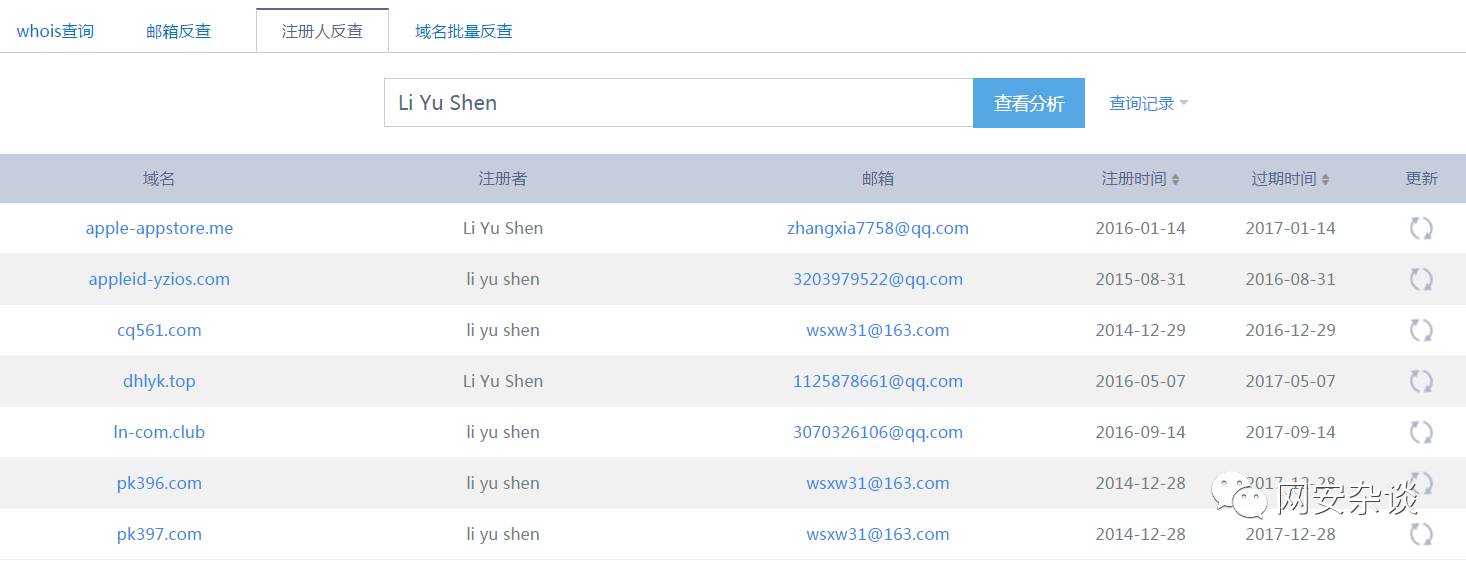 whois查询 邮箱反查 注册人反查 域名批量反查
Li Yu Shen 查看分析 查询记录
域名 注册者 邮箱 注册时间 过期时间 更新
apple-appstore.me Li Yu Shen zhangxia7758@qq.com 2016-01-14 2017-01-14
appleid-yzios.com li yu shen 3203979522@qq.com 2015-08-31 2016-08-31
cq561.com li yu shen wsxw31@163.com 2014-12-29 2016-12-29
dhlyk.top Li Yu Shen 1125878661@qq.com 2016-05-07 2017-05-07
ln-com.club li yu shen 3070326106@qq.com 2016-09-14 2017-09-14
pk396.com li yu shen wsxw31@163.com 2014-12-28 2017-12-28
网安杂谈
pk397.com li yu shen wsxw31@163.com 2014-12-28 2017-12-28